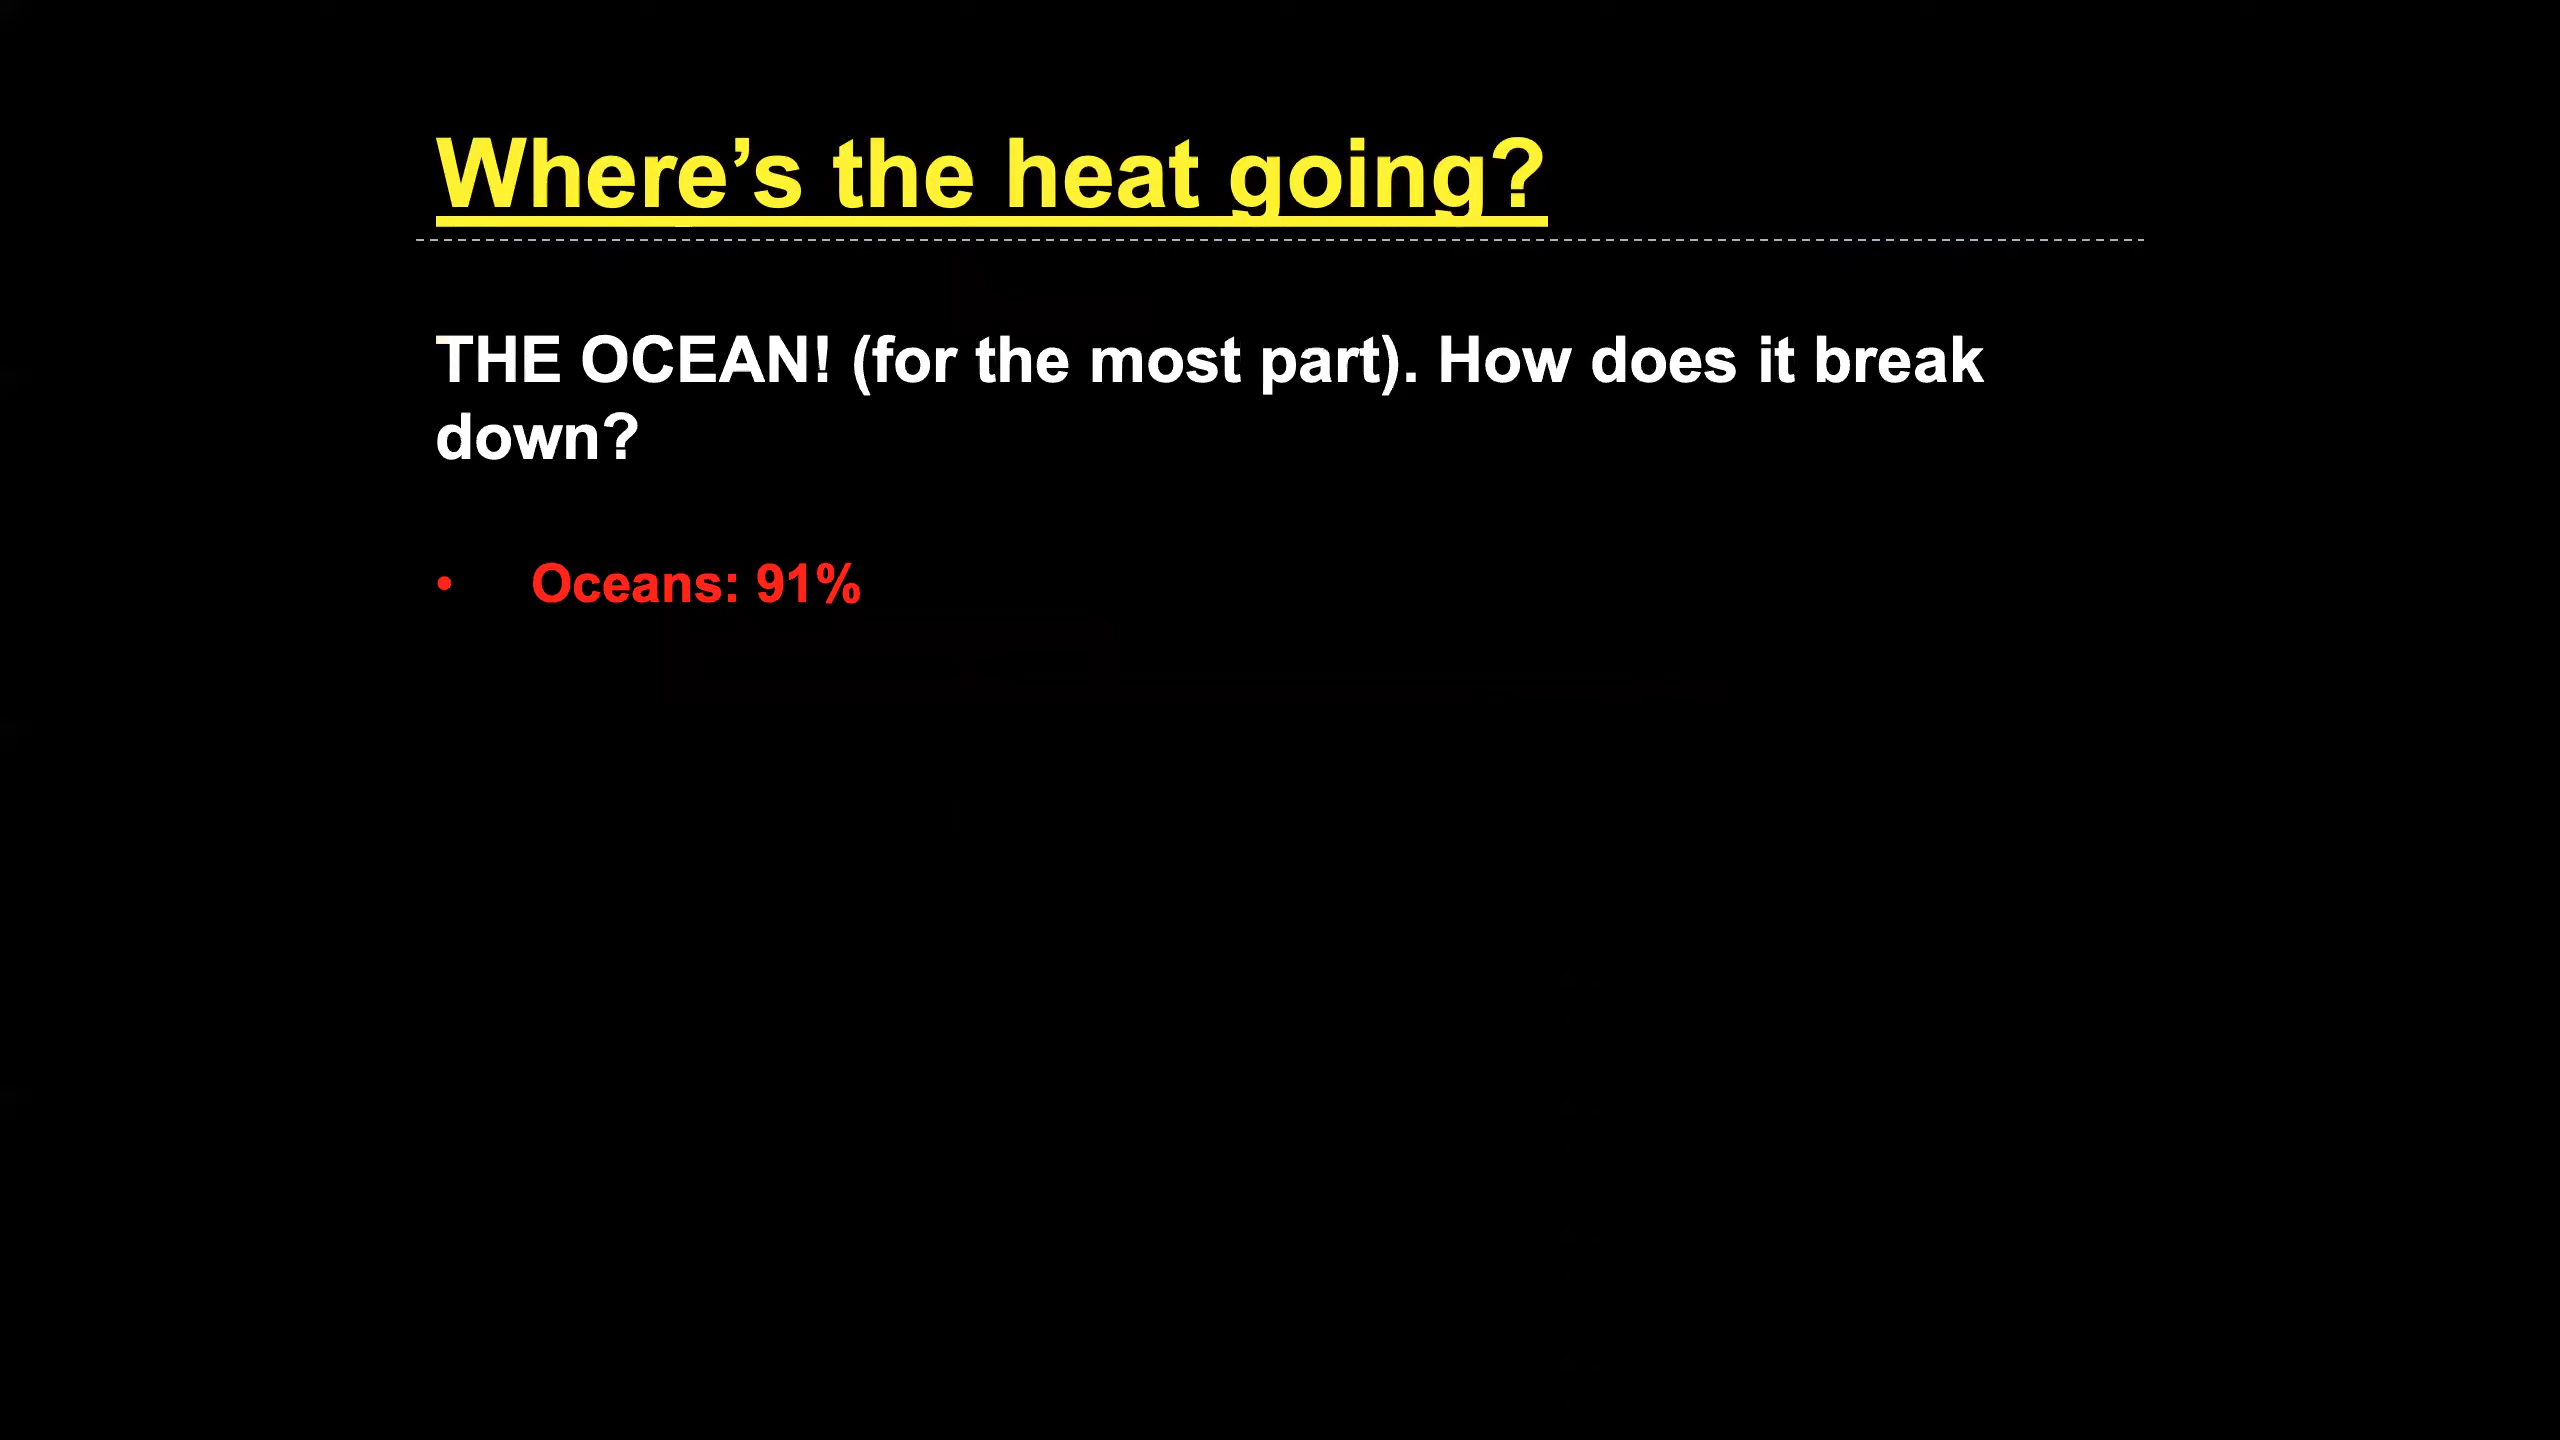 Where’s the heat going?
THE OCEAN! (for the most part). How does it break
down?
• Oceans: 91%